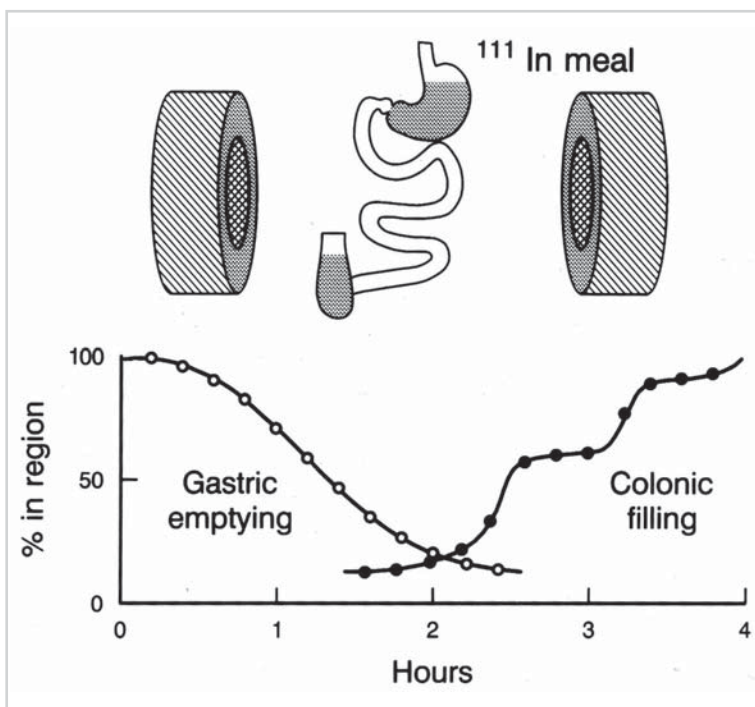 111 In meal
100
50
0
% in region
Gastric
emptying
Colonic
filling
0 1 2 3 4
Hours